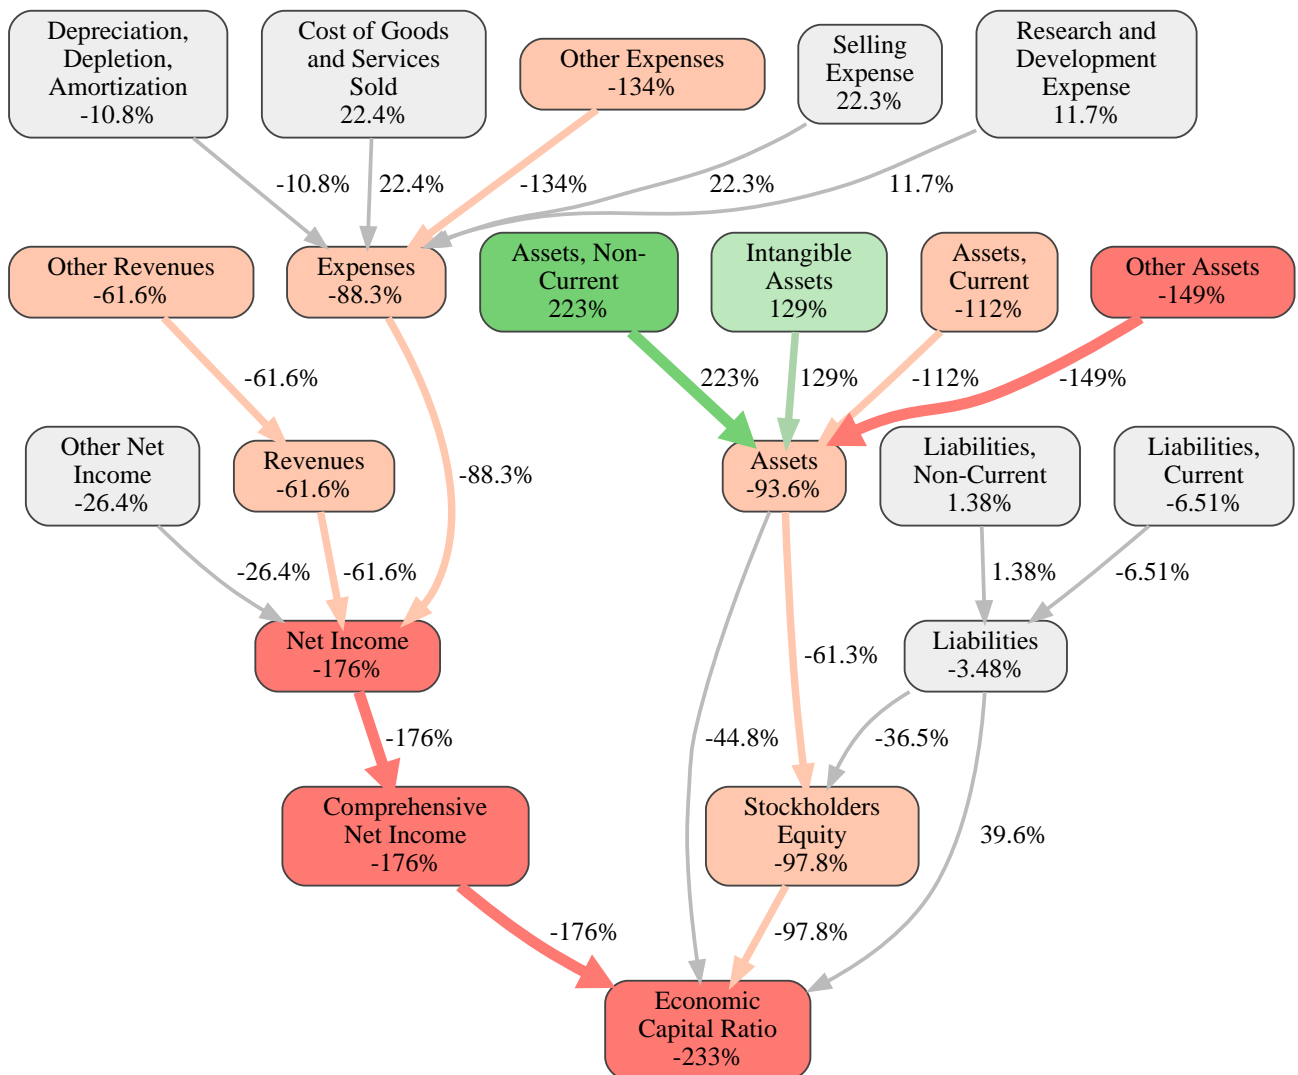 Depreciation,
Depletion,
Amortization
-10.8%
Cost of Goods
and Services
Sold
22.4%
Other Expenses
-134%
Selling
Expense
22.3%
Research and
Development
Expense
11.7%
-10.8%
22.4%
-134%
22.3%
11.7%
Other Revenues
-61.6%
Expenses
-88.3%
Assets, Non-
Current
223%
Intangible
Assets
129%
Assets,
Current
-112%
Other Assets
-149%
-61.6%
223%
129%
-112%
-149%
Other Net
Income
-26.4%
Revenues
-61.6%
-88.3%
Assets
-93.6%
Liabilities,
Non-Current
1.38%
Liabilities,
Current
-6.51%
-26.4%
-61.6%
1.38%
-6.51%
Net Income
-176%
-61.3%
Liabilities
-3.48%
-176%
-44.8%
-36.5%
Comprehensive
Net Income
-176%
Stockholders
Equity
-97.8%
39.6%
-176%
-97.8%
Economic
Capital Ratio
-233%